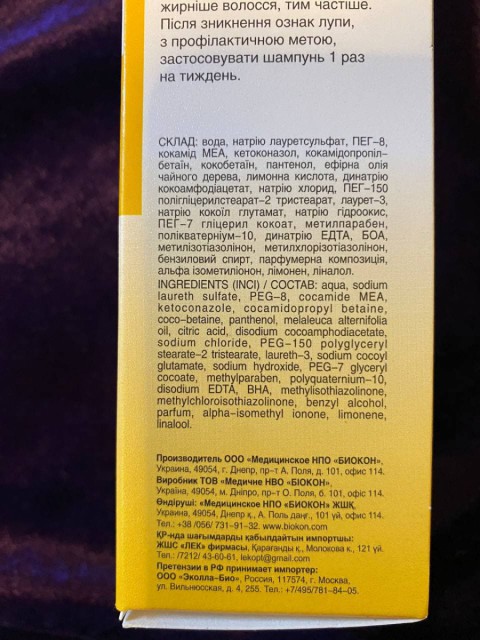 жирніше волосся, тим частіше.
Після зникнення ознак лупи,
з профілактичною метою,
застосовувати шампунь 1 раз
на тиждень.
СКЛАД: вода, натрію лауретсульфат, ПЕГ-8,
кокамід МЕА, кетоконазол, кокамідопропіл-
бетаїн, кокобетаїн, пантенол, ефірна олія
чайного дерева, лимонна кислота, динатрію
кокоамфодіацетат, натрію хлорид, ПЕГ-150
полігліцерилстеарат-2 тристеарат, лаурет-3,
натрію кокоїл глутамат, натрію гідроокис,
ПЕГ-7 гліцерил кокоат, метилпарабен,
полікватерніум-10, динатрію ЕДТА, БОА,
метилізотіазолінон, метилхлорізотіазолінон,
бензиловий спирт, парфумерна композиція,
альфа ізометиліонон, лімонен, ліналол.
INGREDIENTS (INCI) / СОСТАВ: aqua, sodium
laureth sulfate, PEG-8, cocamide MEA,
ketoconazole, cocamidopropyl betaine,
coco-betaine, panthenol, melaleuca alternifolia
oil, citric acid, disodium cocoamphodiacetate,
sodium chloride, PEG-150 polyglyceryl
stearate-2 tristearate, laureth-3, sodium cocoyl
glutamate, sodium hydroxide, PEG-7 glyceryl
cocoate, methylparaben, polyquaternium-10,
disodium EDTA, BHA, methylisothiazolinone,
methylchloroisothiazolinone, benzyl alcohol,
parfum, alpha-isomethyl ionone, limonene,
linalool.
Производитель ООО «Медицинское НПО «БИОКОН»,
Украина, 49054, г. Днепр, пр–т А. Поля, д. 101, офис 114.
Виробник ТОВ «Медичне НВО «БІОКОН»,
Україна, 49054, м. Дніпро, пр–т О. Поля, б. 101, офіс 114.
Өндіруші: «Медицинское НПО «БИОКОН» ЖШҚ,
Украина, 49054, Днепр қ., А. Поль даңғ., 101 үй, офис 114.
Тел.: +38 /056/ 731–91–32. www.biokon.com
ҚР-нда шағымдарды қабылдайтын импортшы:
ЖШС «ЛЕК» фирмасы, Қарағанды қ., Молокова к., 121 үй.
Тел.: /7212/ 43-60-61, lekopt@gmail.com
Претензии в РФ принимает импортер:
ООО «Эколла–Био», Россия, 117574, г. Москва,
ул. Вильнюсская, д. 4, 255. Тел.: +7/495/781–84–05.